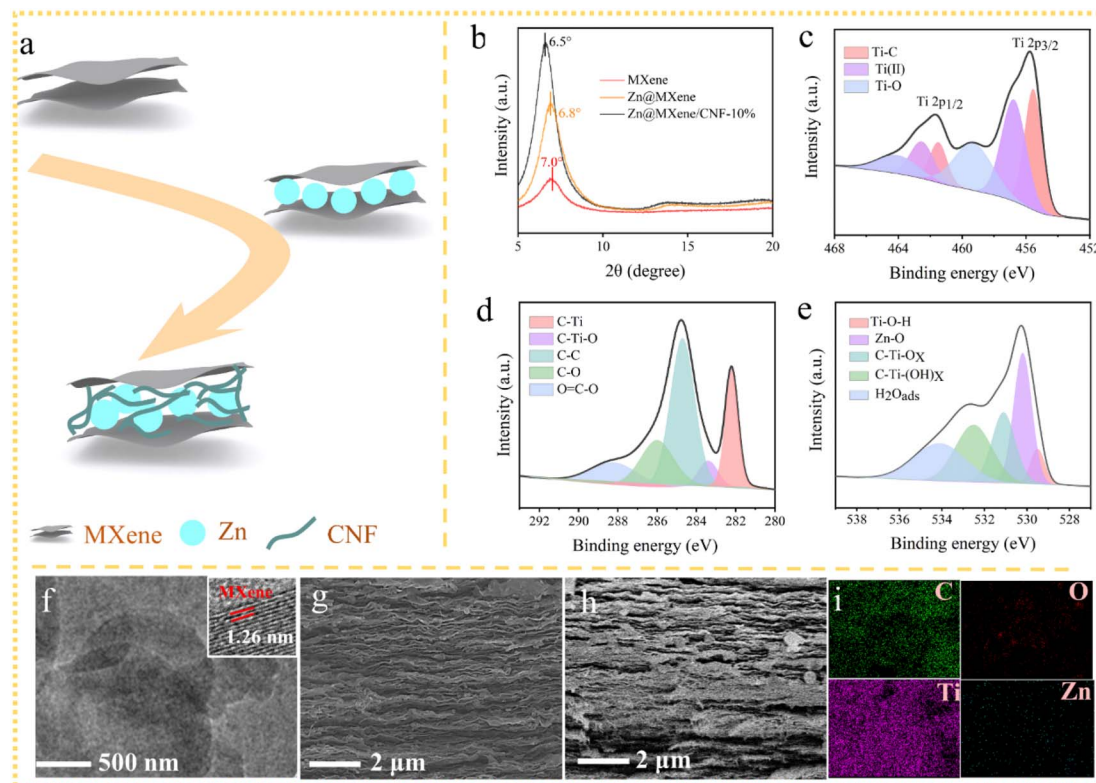 a
MXene
Zn
CNF
b
6.5°
6.8°
7.0°
MXene
Zn@MXene
Zn@MXene/CNF-10%
Intensity (a.u.)
5 10 15 20
2θ (degree)
c
Ti-C
Ti(II)
Ti-O
Ti 2p3/2
Ti 2p1/2
Intensity (a.u.)
468 464 460 456 452
Binding energy (eV)
d
C-Ti
C-Ti-O
C-C
C-O
O=C-O
Intensity (a.u.)
292 290 288 286 284 282 280
Binding energy (eV)
e
Ti-O-H
Zn-O
C-Ti-OX
C-Ti-(OH)X
H2Oads
Intensity (a.u.)
538 536 534 532 530 528
Binding energy (eV)
f
MXene
1.26 nm
500 nm
g
2 μm
h
2 μm
i
C
O
Ti
Zn